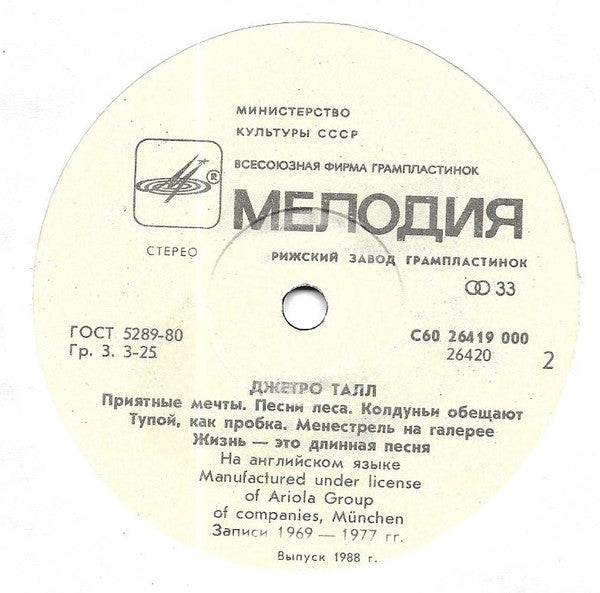 МИНИСТЕРСТВО
КУЛЬТУРЫ СССР
ВСЕСОЮЗНАЯ ФИРМА ГРАМПЛАСТИНОК
®
МЕЛОДИЯ
СТЕРЕО
РИЖСКИЙ ЗАВОД ГРАМПЛАСТИНОК
33
ГОСТ 5289-80
Гр. 3. 3-25
С60 26419 000
26420
2
ДЖЕТРО ТАЛЛ
Приятные мечты. Песни леса. Колдуньи обещают
Тупой, как пробка. Менестрель на галерее
Жизнь — это длинная песня
На английском языке
Manufactured under license
of Ariola Group
of companies, München
Записи 1969 — 1977 гг.
Выпуск 1988 г.